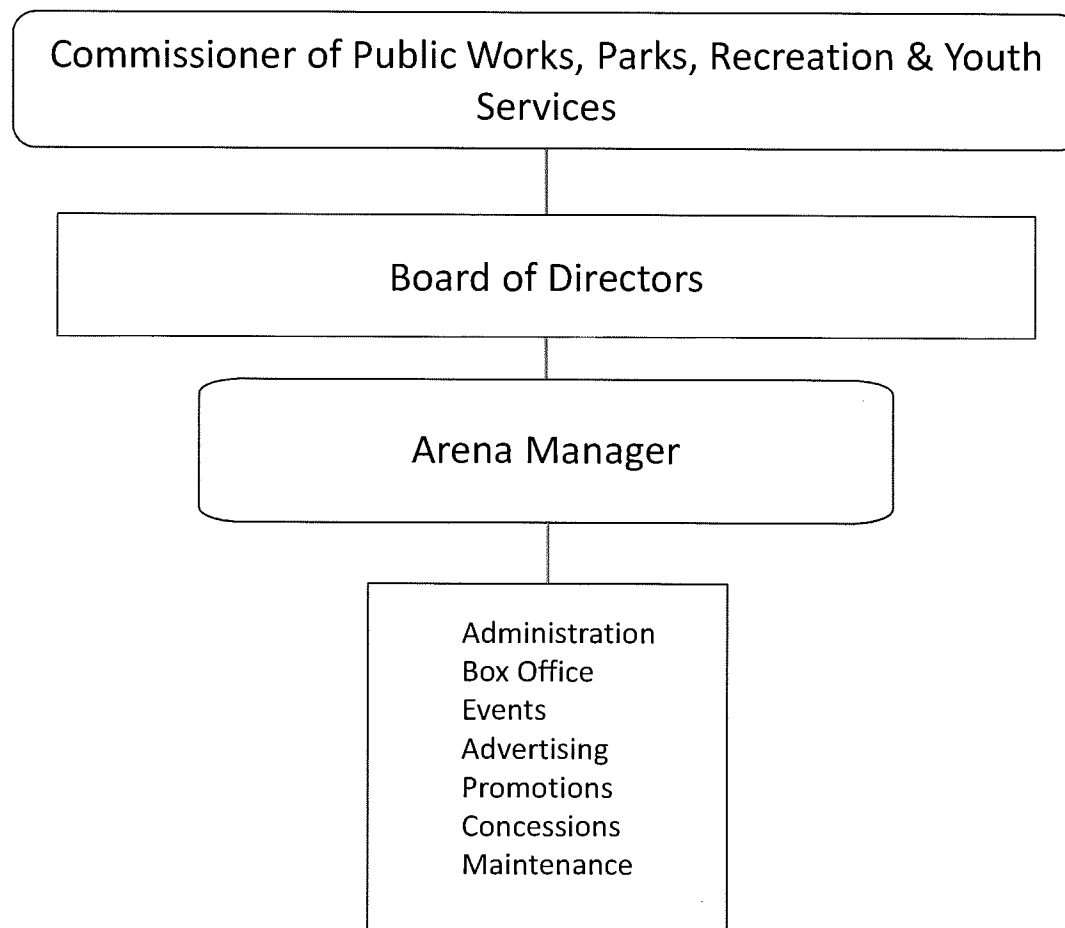 Commissioner of Public Works, Parks, Recreation & Youth
Services
Board of Directors
Arena Manager
Administration
Box Office
Events
Advertising
Promotions
Concessions
Maintenance